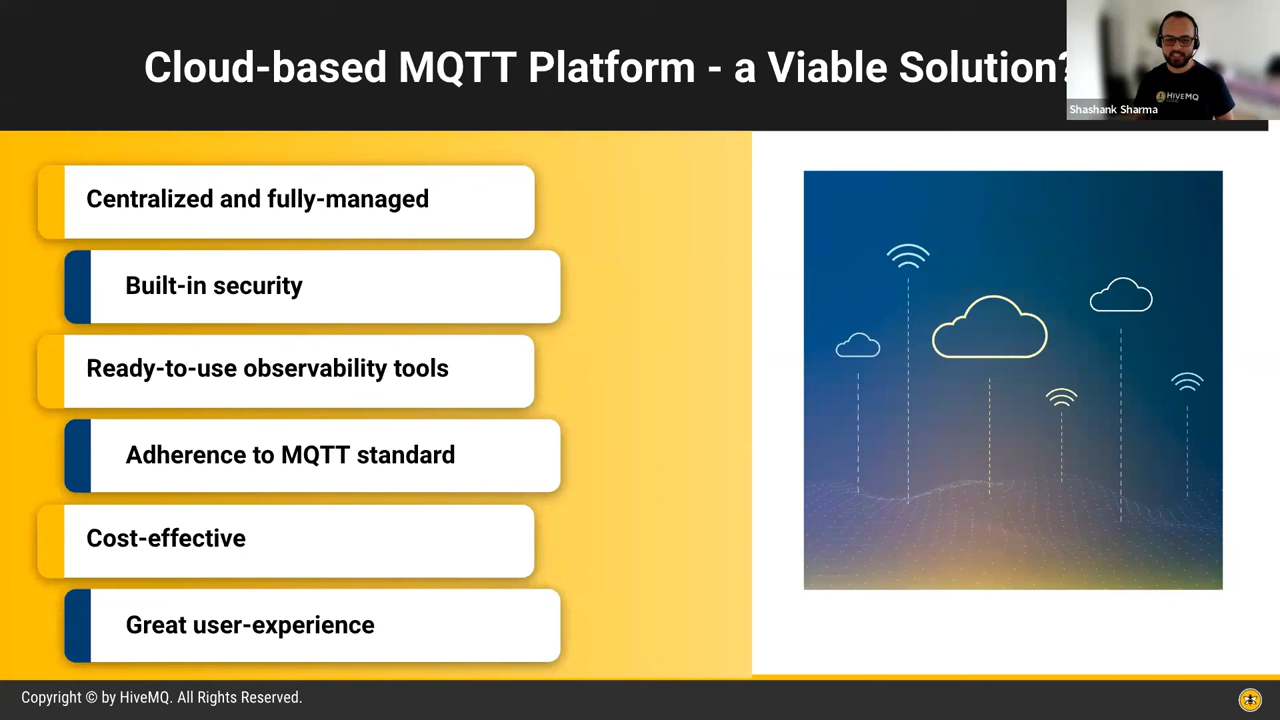 Cloud-based MQTT Platform - a Viable Solution?
HIVEMQ
Shashank Sharma
Centralized and fully-managed
Built-in security
Ready-to-use observability tools
Adherence to MQTT standard
Cost-effective
Great user-experience
Copyright © by HiveMQ. All Rights Reserved.